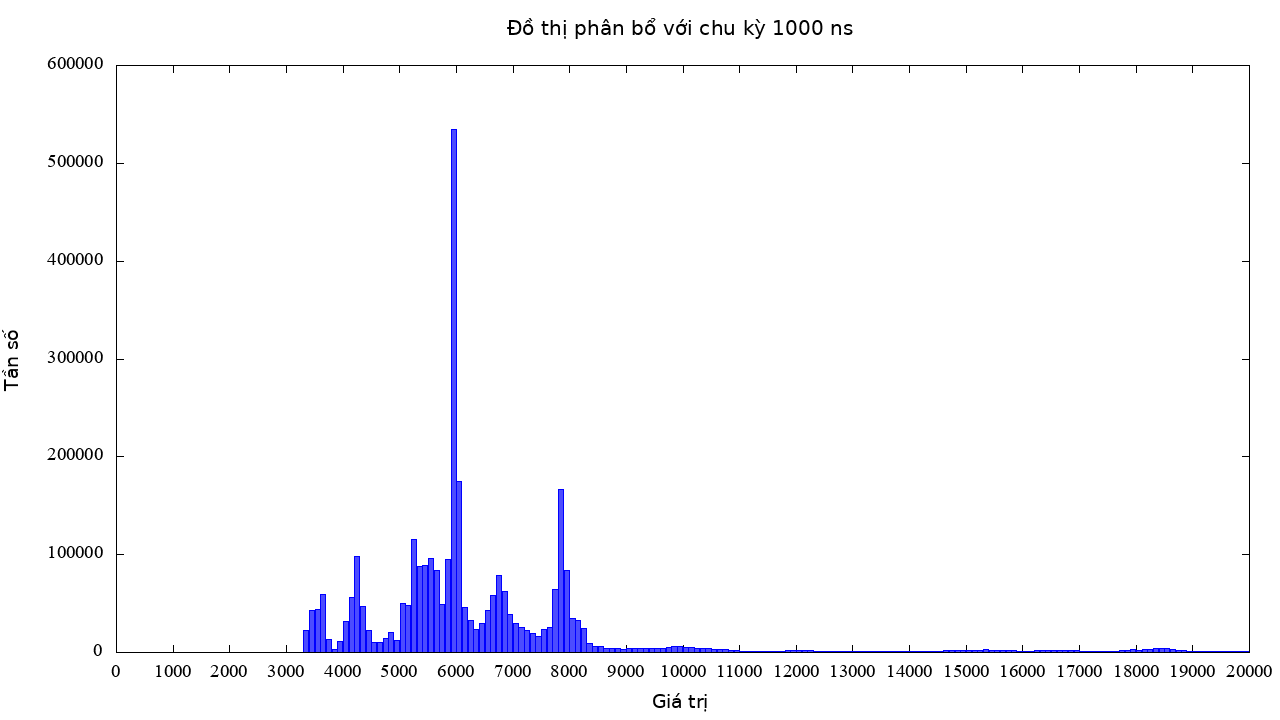 Đồ thị phân bổ với chu kỳ 1000 ns
600000
500000
400000
300000
200000
100000
0
Tần số
0 1000 2000 3000 4000 5000 6000 7000 8000 9000 10000 11000 12000 13000 14000 15000 16000 17000 18000 19000 20000
Giá trị